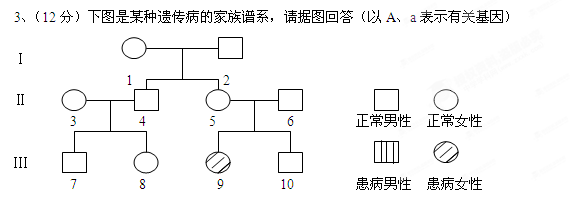 3、（12分）下图是某种遗传病的家族谱系，请据图回答（以 A、a 表示有关基因）
I
1 2
II
3 4 5 6 正常男性 正常女性
III
7 8 9 10 患病男性 患病女性